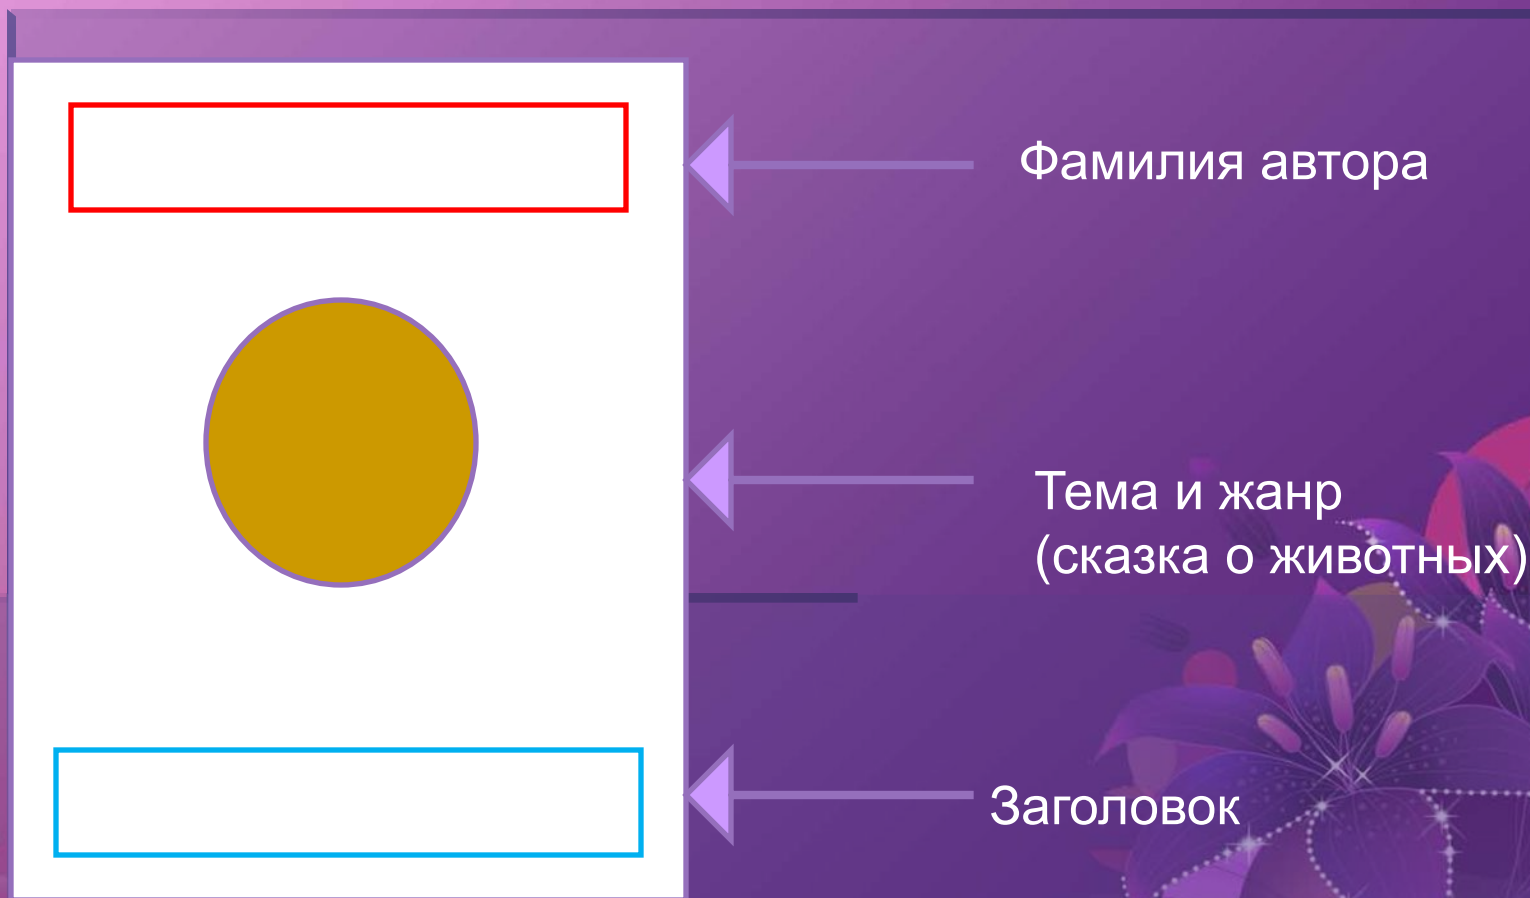 Фамилия автора
Тема и жанр
(сказка о животных)
Заголовок